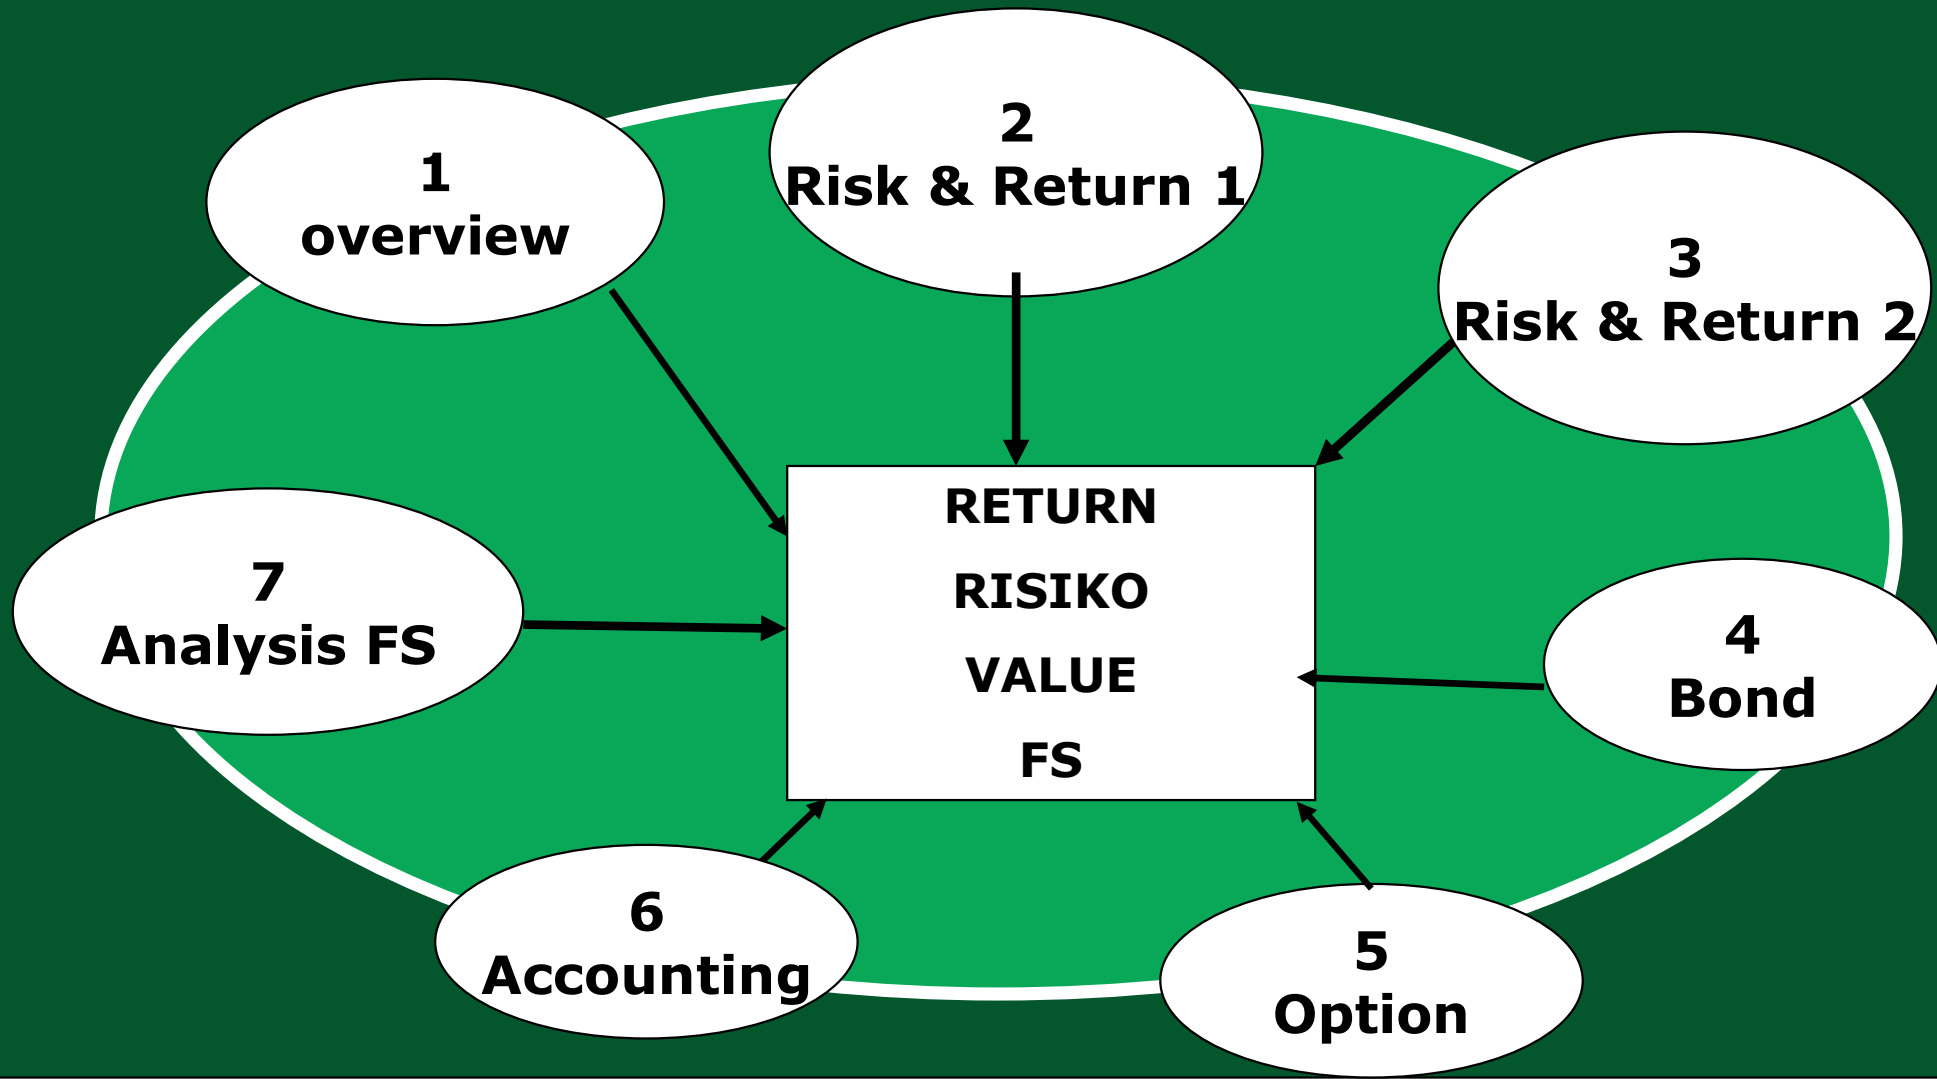 1
overview
2
Risk & Return 1
3
Risk & Return 2
RETURN
RISIKO
VALUE
FS
7
Analysis FS
4
Bond
6
Accounting
5
Option